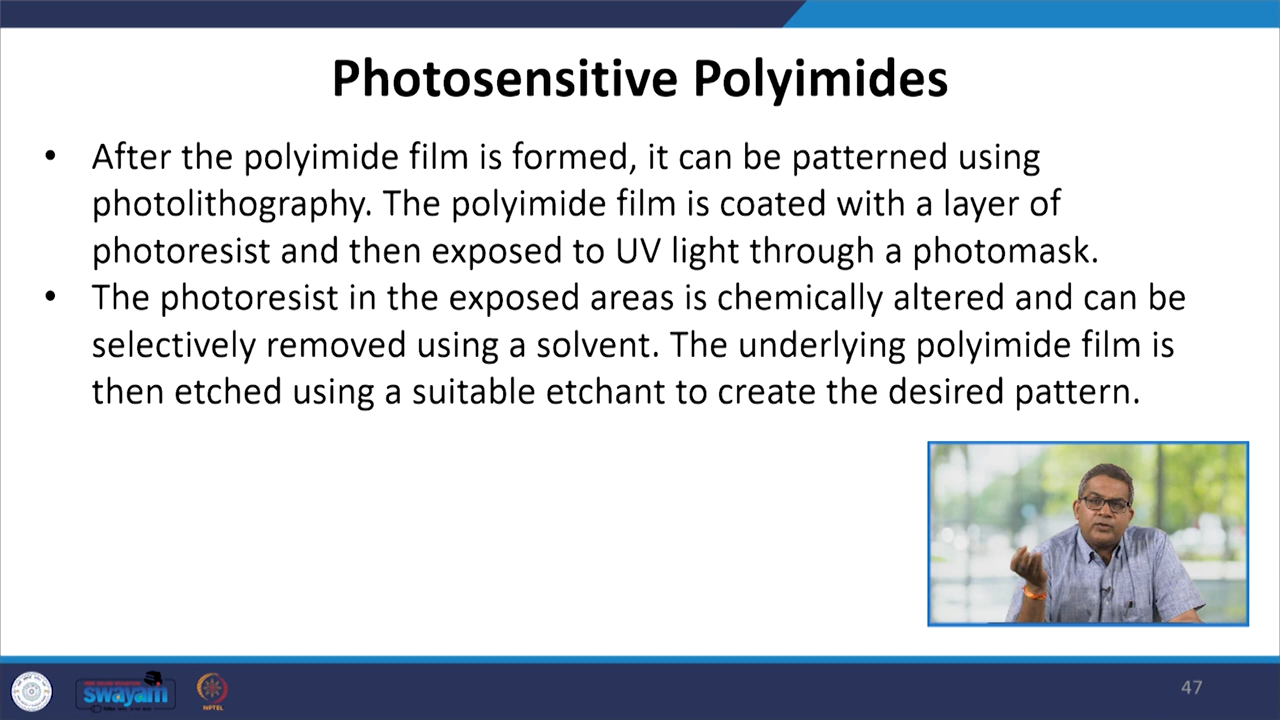 Photosensitive Polyimides
• After the polyimide film is formed, it can be patterned using
photolithography. The polyimide film is coated with a layer of
photoresist and then exposed to UV light through a photomask.
• The photoresist in the exposed areas is chemically altered and can be
selectively removed using a solvent. The underlying polyimide film is
then etched using a suitable etchant to create the desired pattern.
swayam
NPTEL
47